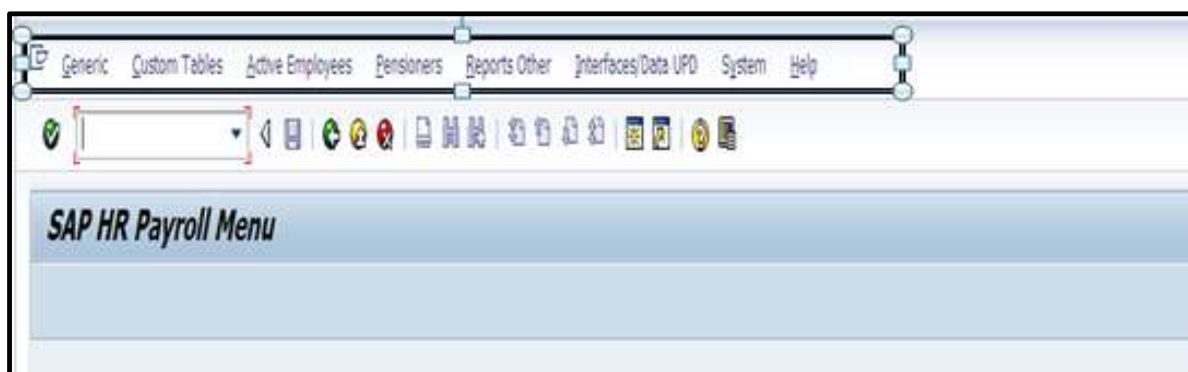 Generic Custom Tables Active Employees Pensioners Reports Other Interfaces/Data UPD System Help
SAP HR Payroll Menu